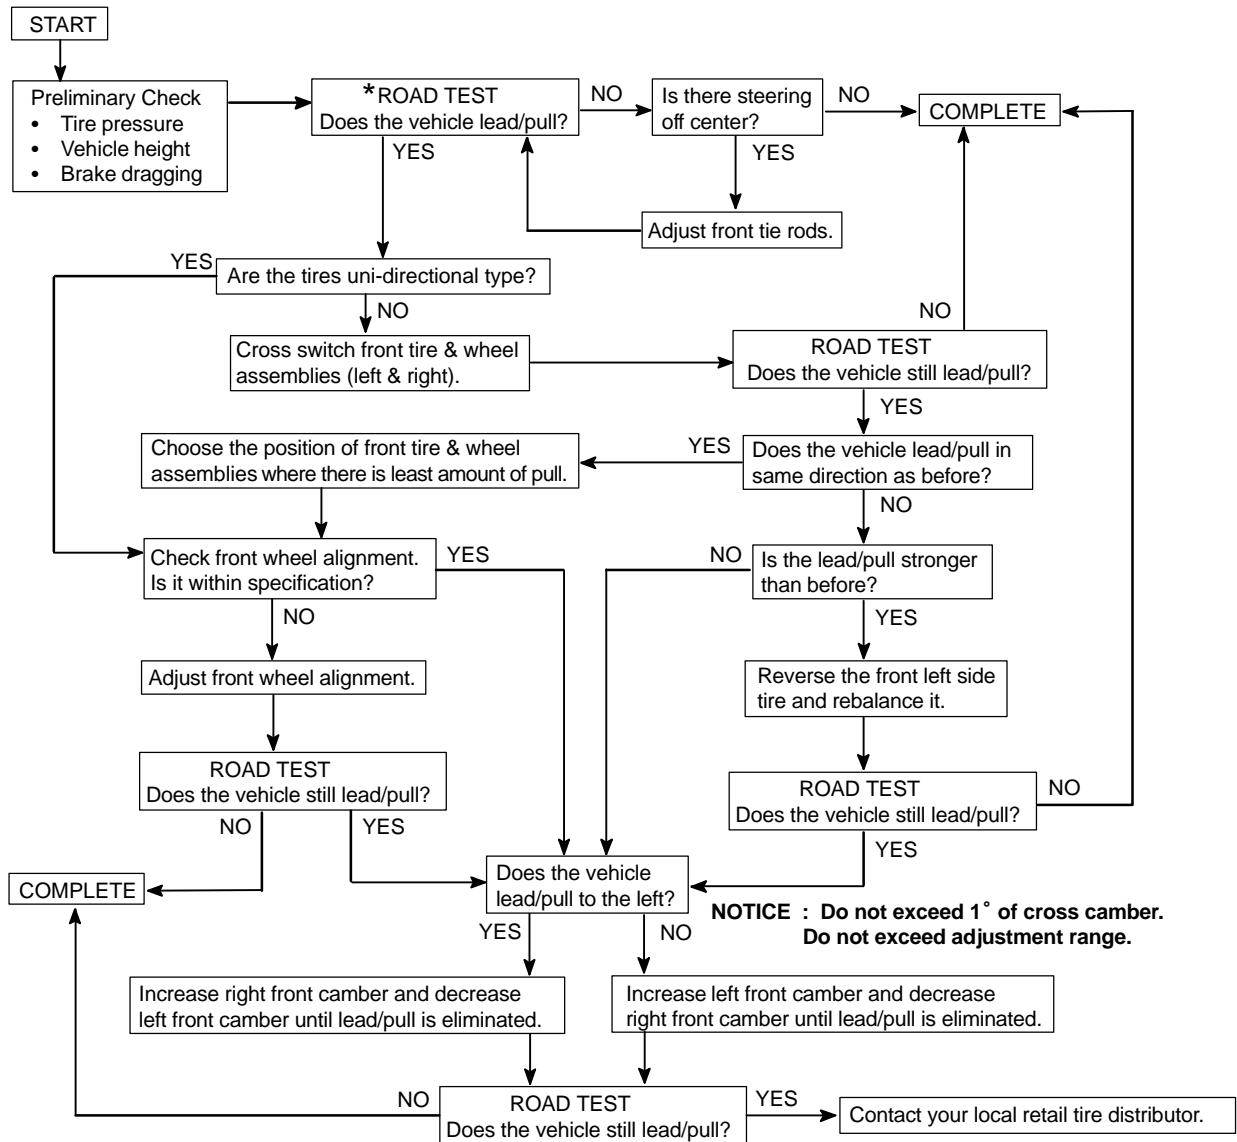 START
Preliminary Check
• Tire pressure
• Vehicle height
• Brake dragging
*ROAD TEST
Does the vehicle lead/pull?
NO
Is there steering
off center?
NO
COMPLETE
YES
YES
Adjust front tie rods.
YES
Are the tires uni-directional type?
NO
Cross switch front tire & wheel
assemblies (left & right).
NO
ROAD TEST
Does the vehicle still lead/pull?
YES
Choose the position of front tire & wheel
assemblies where there is least amount of pull.
YES
Does the vehicle lead/pull in
same direction as before?
NO
Check front wheel alignment.
Is it within specification?
YES
NO
Is the lead/pull stronger
than before?
NO
YES
Adjust front wheel alignment.
Reverse the front left side
tire and rebalance it.
ROAD TEST
Does the vehicle still lead/pull?
NO
YES
ROAD TEST
Does the vehicle still lead/pull?
NO
YES
COMPLETE
Does the vehicle
lead/pull to the left?
NOTICE : Do not exceed 1° of cross camber.
Do not exceed adjustment range.
YES
NO
Increase right front camber and decrease
left front camber until lead/pull is eliminated.
Increase left front camber and decrease
right front camber until lead/pull is eliminated.
NO
ROAD TEST
Does the vehicle still lead/pull?
YES
Contact your local retail tire distributor.